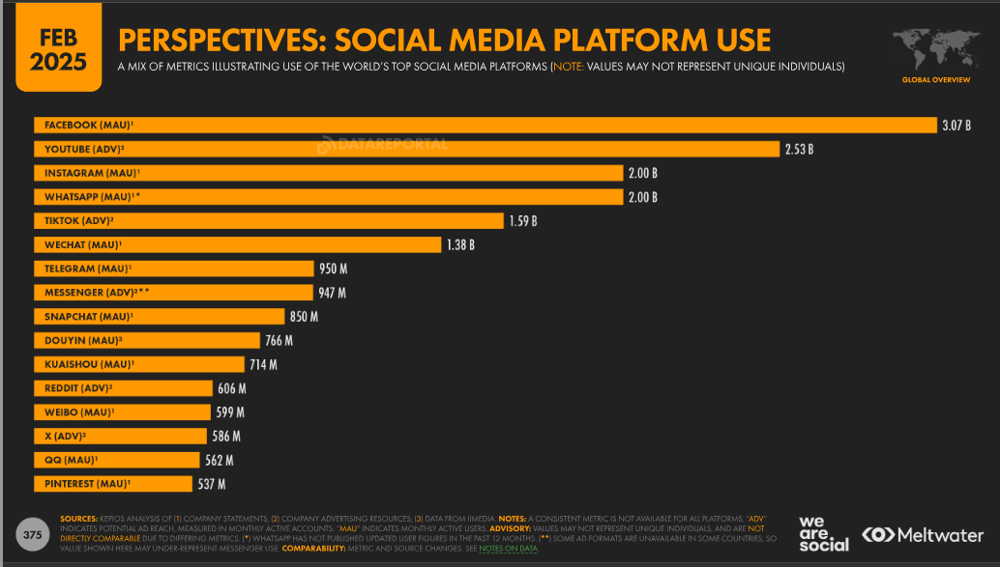 FEB
2025
PERSPECTIVES: SOCIAL MEDIA PLATFORM USE
A MIX OF METRICS ILLUSTRATING USE OF THE WORLD'S TOP SOCIAL MEDIA PLATFORMS (NOTE: VALUES MAY NOT REPRESENT UNIQUE INDIVIDUALS)
GLOBAL OVERVIEW
FACEBOOK (MAU)¹ 3.07 B
DATAREPORTAL
YOUTUBE (ADV)² 2.53 B
INSTAGRAM (MAU)¹ 2.00 B
WHATSAPP (MAU)¹* 2.00 B
TIKTOK (ADV)² 1.59 B
WECHAT (MAU)¹ 1.38 B
TELEGRAM (MAU)¹ 950 M
MESSENGER (ADV)²** 947 M
SNAPCHAT (MAU)¹ 850 M
DOUYIN (MAU)³ 766 M
KUAISHOU (MAU)¹ 714 M
REDDIT (ADV)² 606 M
WEIBO (MAU)¹ 599 M
X (ADV)² 586 M
QQ (MAU)¹ 562 M
PINTEREST (MAU)¹ 537 M
375
SOURCES: KEPIOS ANALYSIS OF (1) COMPANY STATEMENTS; (2) COMPANY ADVERTISING RESOURCES; (3) DATA FROM IIMEDIA. NOTES: A CONSISTENT METRIC IS NOT AVAILABLE FOR ALL PLATFORMS. "ADV"
INDICATES POTENTIAL AD REACH, MEASURED IN MONTHLY ACTIVE ACCOUNTS. "MAU" INDICATES MONTHLY ACTIVE USERS. ADVISORY: VALUES MAY NOT REPRESENT UNIQUE INDIVIDUALS, AND ARE NOT
DIRECTLY COMPARABLE DUE TO DIFFERING METRICS. (*) WHATSAPP HAS NOT PUBLISHED UPDATED USER FIGURES IN THE PAST 12 MONTHS. (**) SOME AD FORMATS ARE UNAVAILABLE IN SOME COUNTRIES, SO
VALUE SHOWN HERE MAY UNDER-REPRESENT MESSENGER USE. COMPARABILITY: METRIC AND SOURCE CHANGES. SEE NOTES ON DATA.
we
are
social
Meltwater